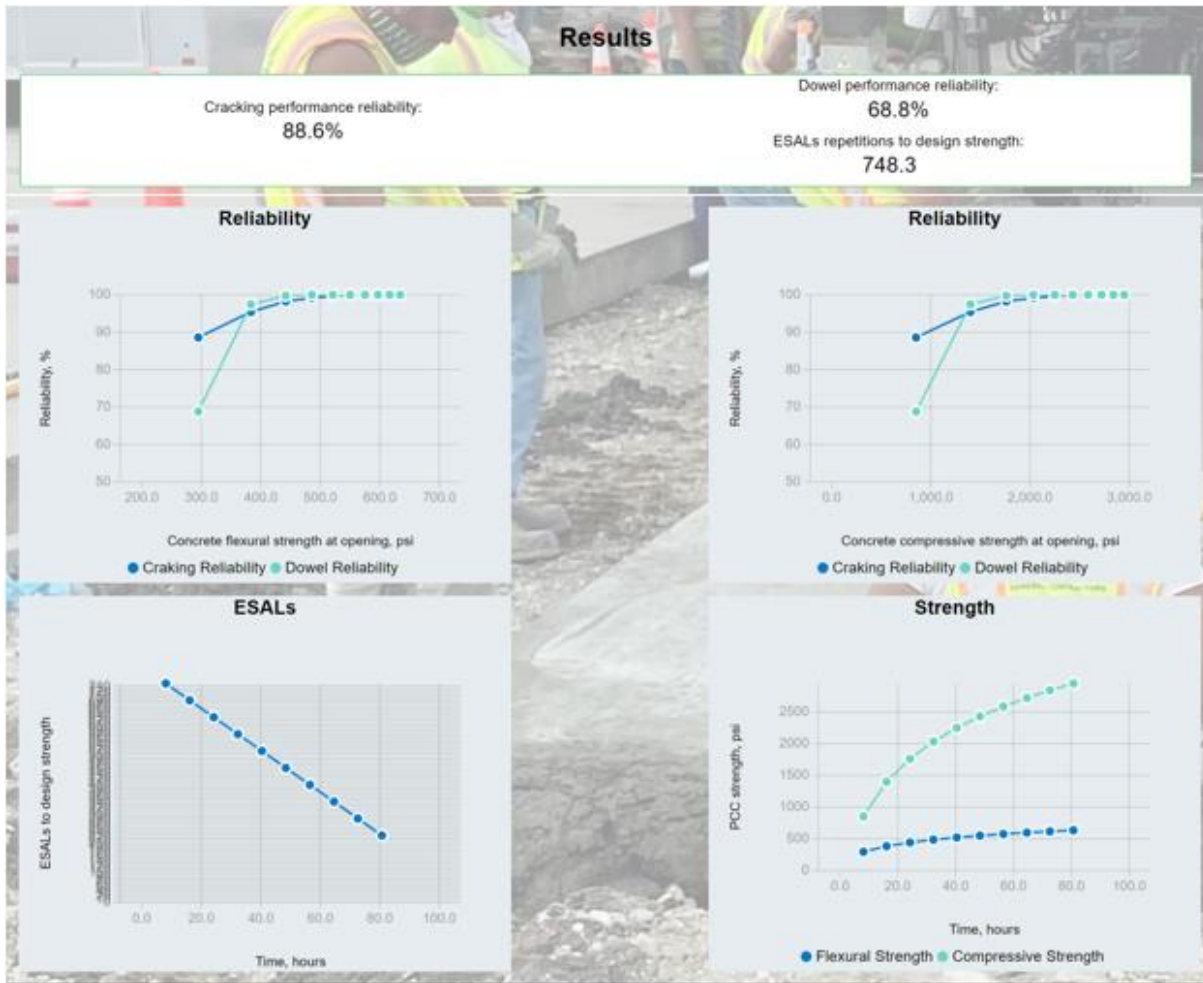 Results
Cracking performance reliability:
88.6%
Dowel performance reliability:
68.8%
ESALs repetitions to design strength:
748.3
Reliability
100
90
80
70
60
50
Reliability, %
200.0 300.0 400.0 500.0 600.0 700.0
Concrete flexural strength at opening, psi
Craking Reliability Dowel Reliability
Reliability
100
90
80
70
60
50
Reliability, %
0.0 1,000.0 2,000.0 3,000.0
Concrete compressive strength at opening, psi
Craking Reliability Dowel Reliability
ESALs
ESALs to design strength
0.0 20.0 40.0 60.0 80.0 100.0
Time, hours
Strength
2500
2000
1500
1000
500
0
PCC strength, psi
0.0 20.0 40.0 60.0 80.0 100.0
Time, hours
Flexural Strength Compressive Strength